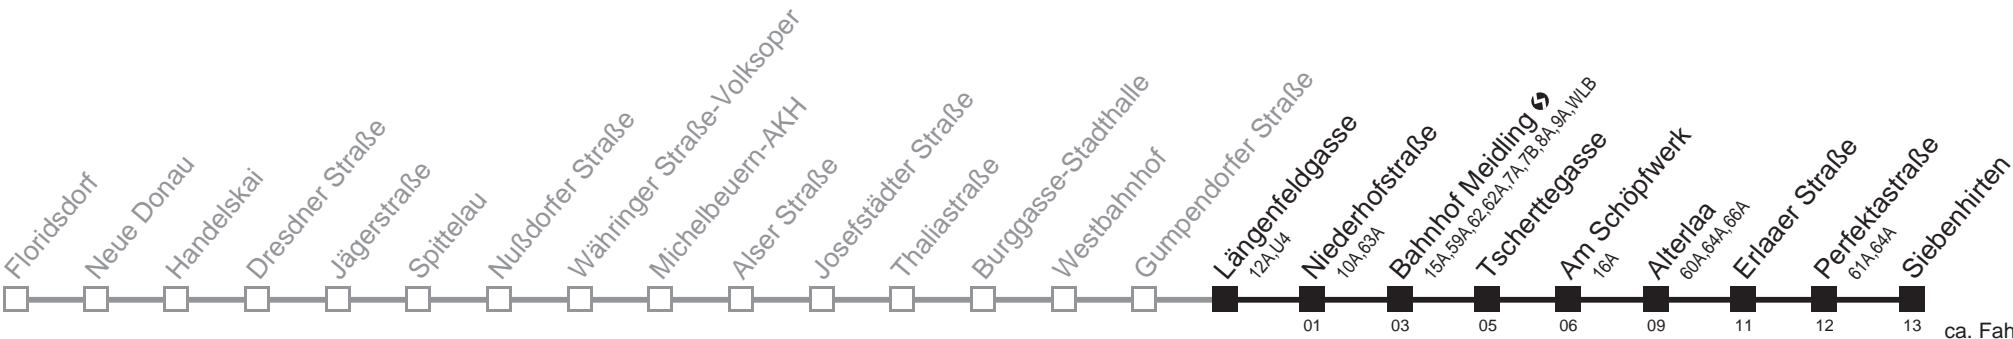 Floridsdorf
Neue Donau
Handelskai
Dresdner Straße
Jägerstraße
Spittelau
Nußdorfer Straße
Währinger Straße-Volksoper
Michelbeuern-AKH
Alser Straße
Josefstädter Straße
Thaliastraße
Burggasse-Stadthalle
Westbahnhof
Gumpendorfer Straße
Längenfeldgasse
12A,U4
Niederhofstraße
10A,63A
Bahnhof Meidling
15A,59A,62,62A,7A,7B,8A,9A,WLB
Tscherttegasse
Am Schöpfwerk
16A
Alterlaa
60A,64A,66A
Erlaaer Straße
Perfektastraße
61A,64A
Siebenhirten
01 03 05 06 09 11 12 13 ca. Fah